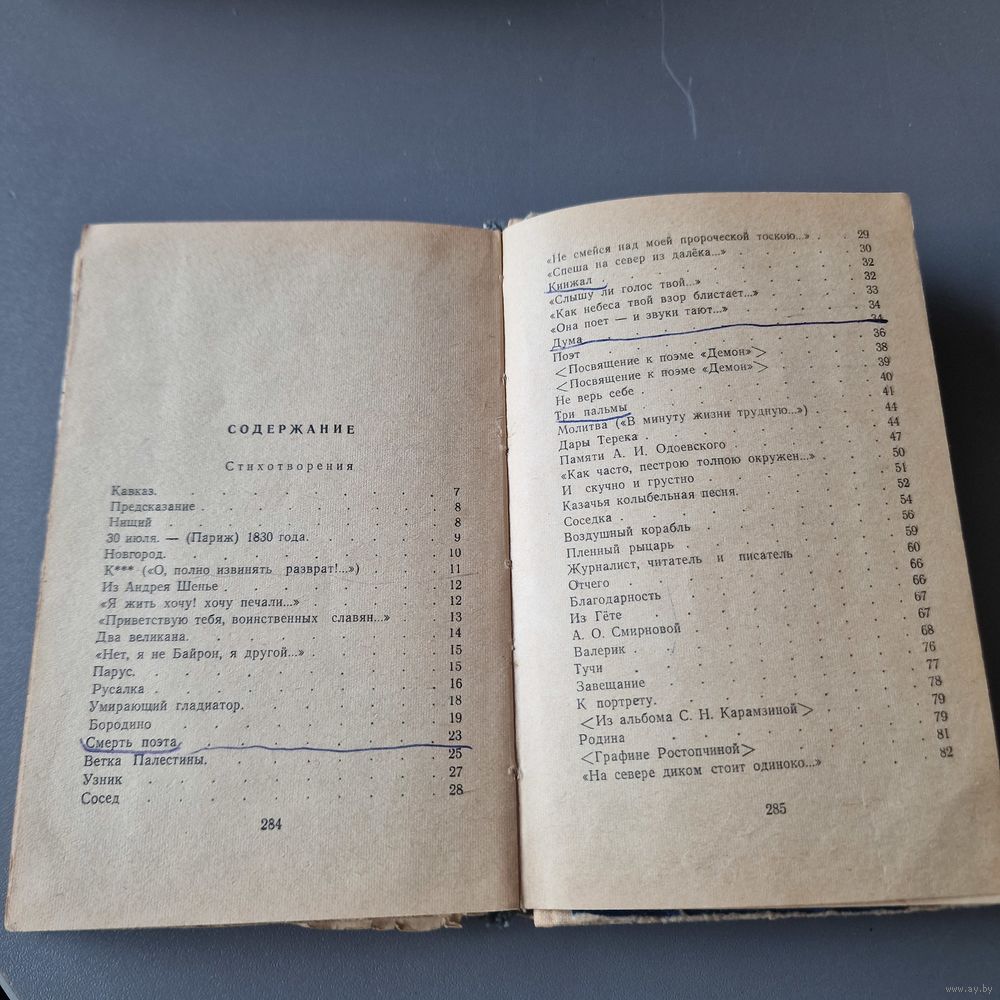 СОДЕРЖАНИЕ
Стихотворения
Кавказ. . . . . . . . . . 7
Предсказание . . . . . . . . . 8
Нищий . . . . . . . . . . 8
30 июля. — (Париж) 1830 года. . . . . . 9
Новгород. . . . . . . . . . 10
К*** («О, полно извинять разврат!...») . . . . 11
Из Андрея Шенье . . . . . . . . 12
«Я жить хочу! хочу печали...» . . . . . . 12
«Приветствую тебя, воинственных славян...» . . 13
Два великана. . . . . . . . . 14
«Нет, я не Байрон, я другой...» . . . . . 15
Парус. . . . . . . . . . . 15
Русалка . . . . . . . . . . 16
Умирающий гладиатор. . . . . . . . 18
Бородино . . . . . . . . . . 19
Смерть поэта . . . . . . . . . 23
Ветка Палестины. . . . . . . . . 25
Узник . . . . . . . . . . 27
Сосед . . . . . . . . . . 28
284
«Не смейся над моей пророческой тоскою...» . . 29
«Спеша на север из далёка...» . . . . . 30
Кинжал . . . . . . . . . . 32
«Слышу ли голос твой...» . . . . . . 32
«Как небеса твой взор блистает...» . . . . 33
«Она поет — и звуки тают...» . . . . . 34
Дума . . . . . . . . . . 34
Поэт . . . . . . . . . . 36
<Посвящение к поэме «Демон»> . . . . 38
<Посвящение к поэме «Демон»> . . . . 39
Не верь себе . . . . . . . . . 40
Три пальмы . . . . . . . . . 41
Молитва («В минуту жизни трудную...») . . . 44
Дары Терека . . . . . . . . . 44
Памяти А. И. Одоевского . . . . . . 47
«Как часто, пестрою толпою окружен...» . . . 50
И скучно и грустно . . . . . . . 51
Казачья колыбельная песня. . . . . . 52
Соседка . . . . . . . . . . 54
Воздушный корабль . . . . . . . 56
Пленный рыцарь . . . . . . . . 59
Журналист, читатель и писатель . . . . 60
Отчего . . . . . . . . . . 66
Благодарность . . . . . . . . 66
Из Гёте . . . . . . . . . . 67
А. О. Смирновой . . . . . . . . 67
Валерик . . . . . . . . . . 68
Тучи . . . . . . . . . . 76
Завещание . . . . . . . . . 77
К портрету. . . . . . . . . . 78
<Из альбома С. Н. Карамзиной> . . . . 79
Родина . . . . . . . . . . 79
<Графине Ростопчиной> . . . . . . 81
«На севере диком стоит одиноко...» . . . . 82
285
www.ay.by